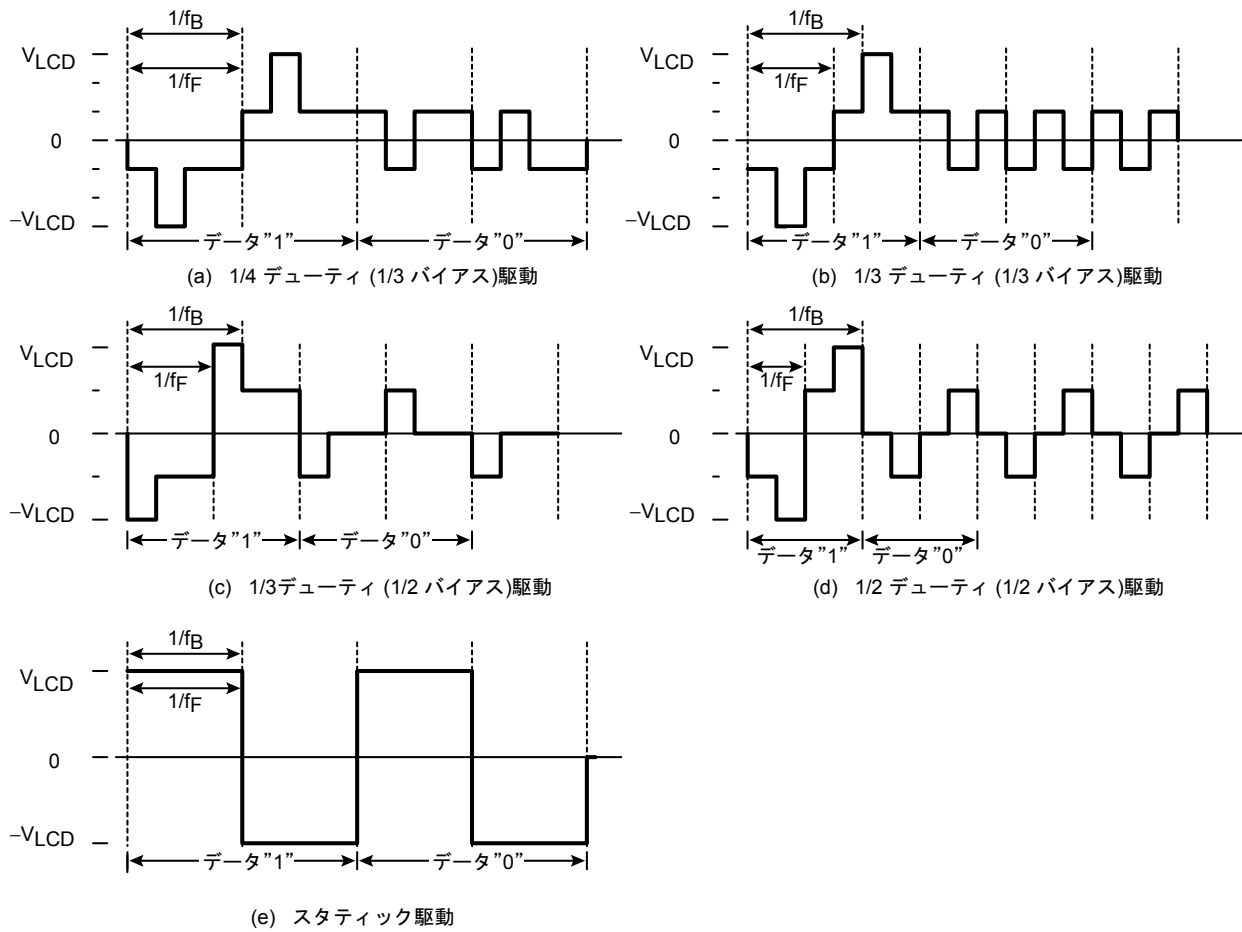 1/fB
VLCD
1/fF
0
−VLCD
データ"1"
データ"0"
(a) 1/4 デューティ (1/3 バイアス)駆動
1/fB
VLCD
1/fF
0
−VLCD
データ"1"
データ"0"
(b) 1/3 デューティ (1/3 バイアス)駆動
1/fB
VLCD
1/fF
0
−VLCD
データ"1"
データ"0"
(c) 1/3デューティ (1/2 バイアス)駆動
1/fB
VLCD
1/fF
0
−VLCD
データ"1"
データ"0"
(d) 1/2 デューティ (1/2 バイアス)駆動
1/fB
VLCD
1/fF
0
−VLCD
データ"1"
データ"0"
(e) スタティック駆動